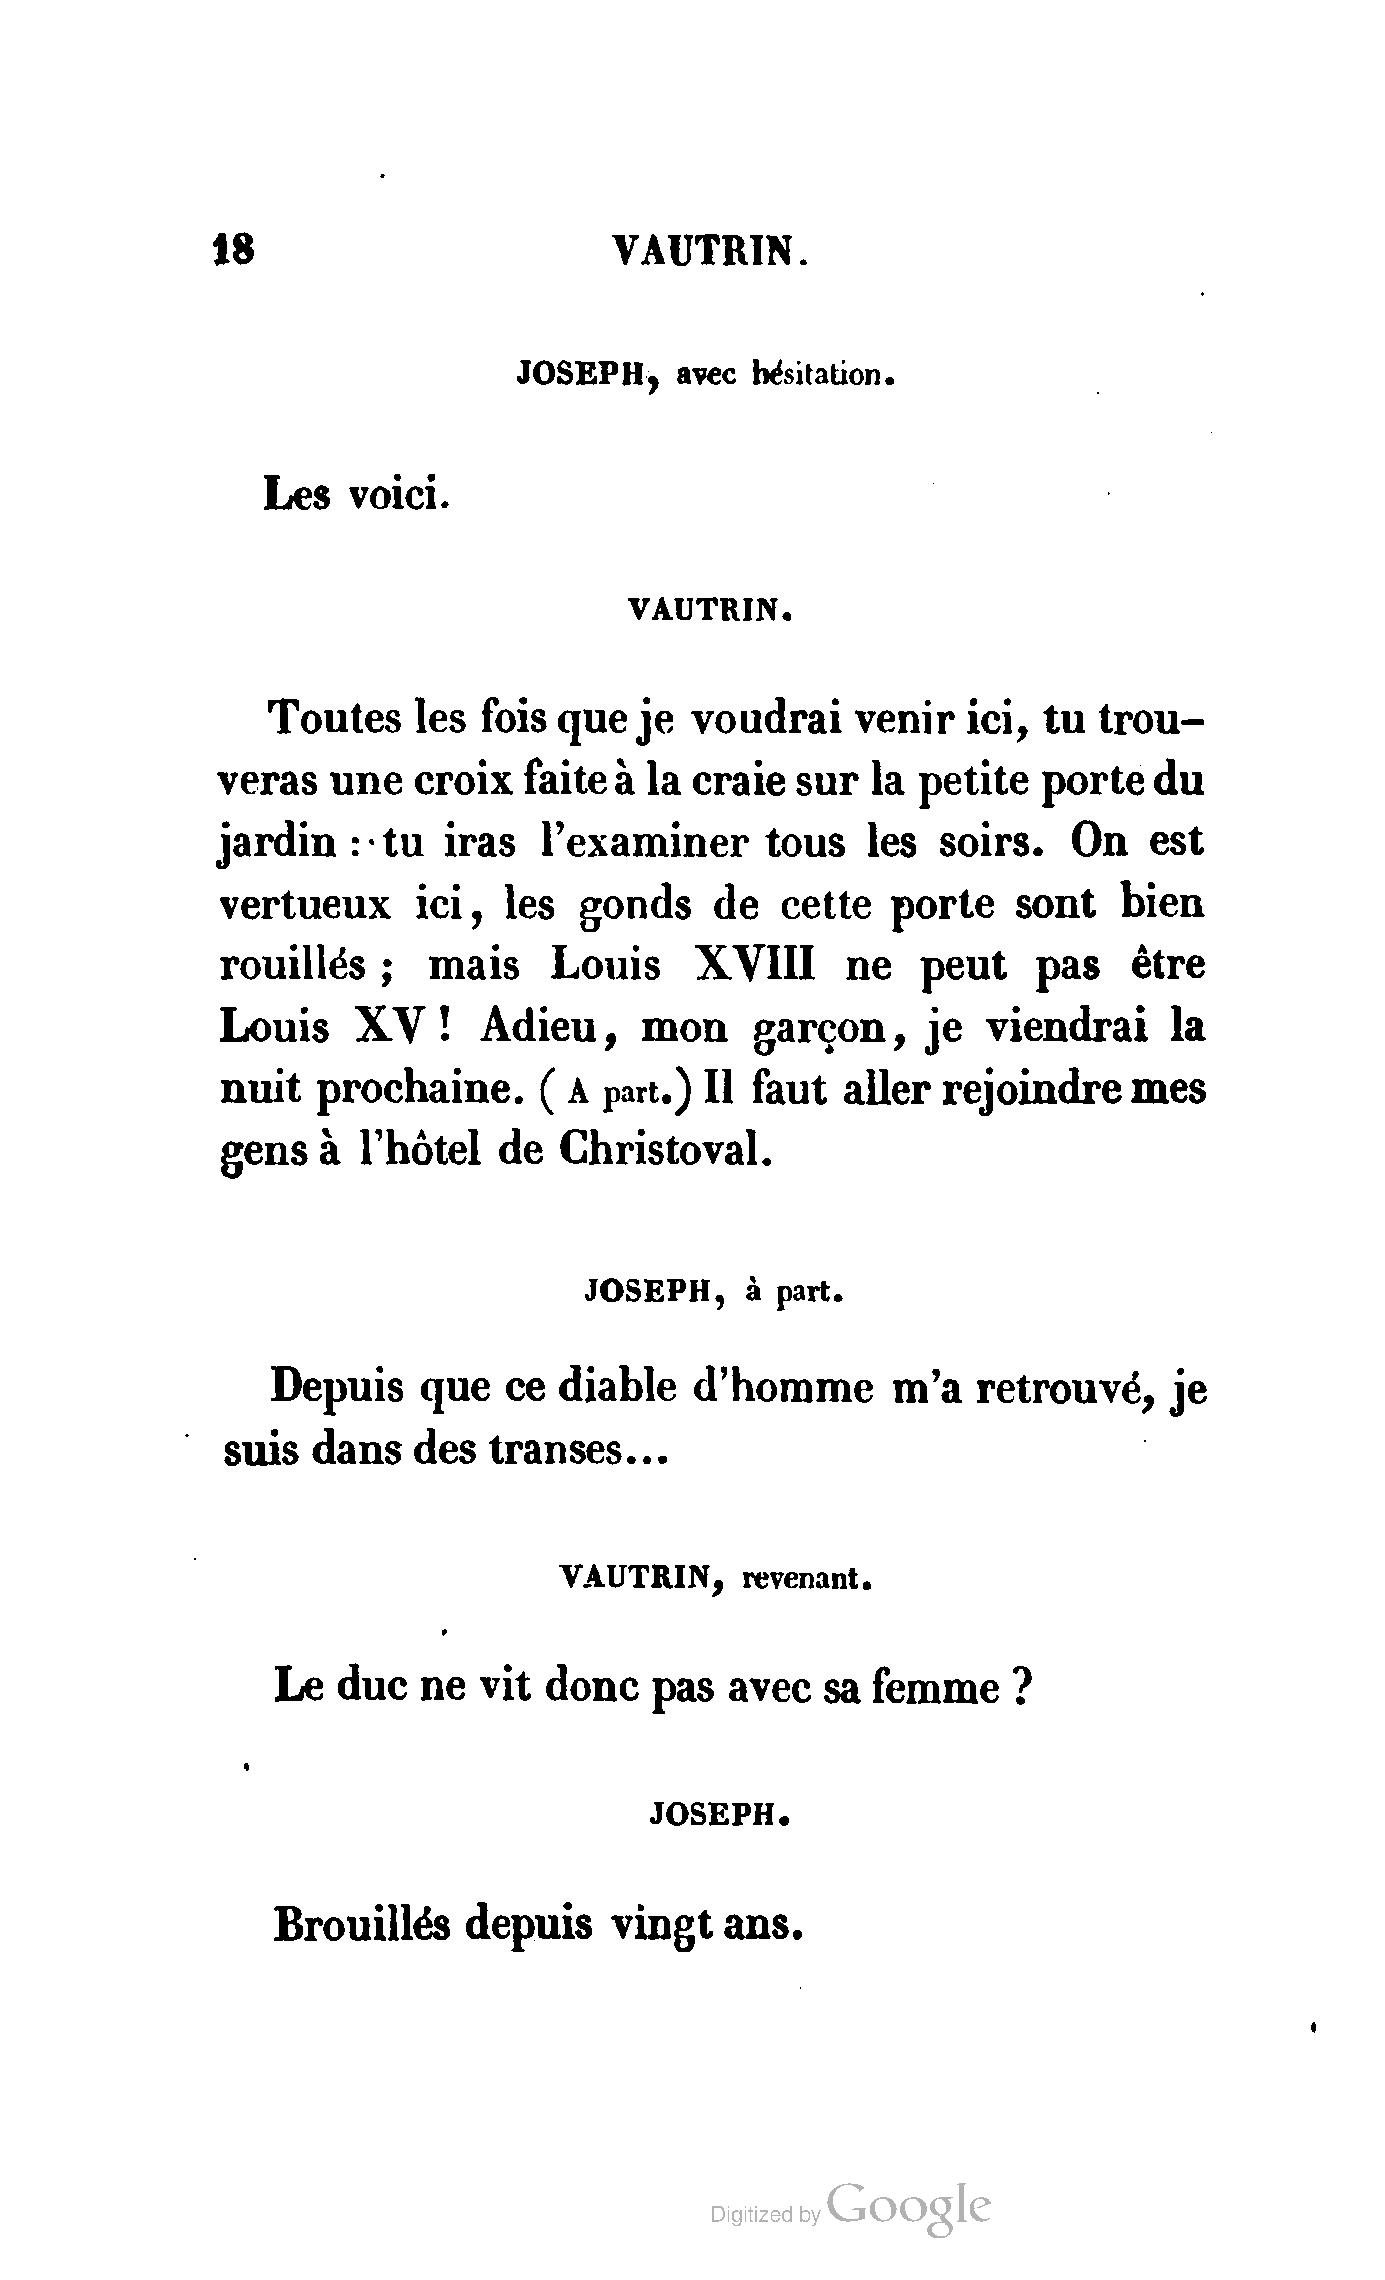 18 VAUTRIN.
JOSEPH, avec hésitation.
Les voici.
VAUTRIN.
Toutes les fois que je voudrai venir ici, tu trou-
veras une croix faite à la craie sur la petite porte du
jardin : tu iras l'examiner tous les soirs. On est
vertueux ici, les gonds de cette porte sont bien
rouillés ; mais Louis XVIII ne peut pas être
Louis XV ! Adieu, mon garçon, je viendrai la
nuit prochaine. ( A part.) Il faut aller rejoindre mes
gens à l'hôtel de Christoval.
JOSEPH, à part.
Depuis que ce diable d'homme m'a retrouvé, je
suis dans des transes...
VAUTRIN, revenant.
Le duc ne vit donc pas avec sa femme ?
JOSEPH.
Brouillés depuis vingt ans.
Digitized by Google